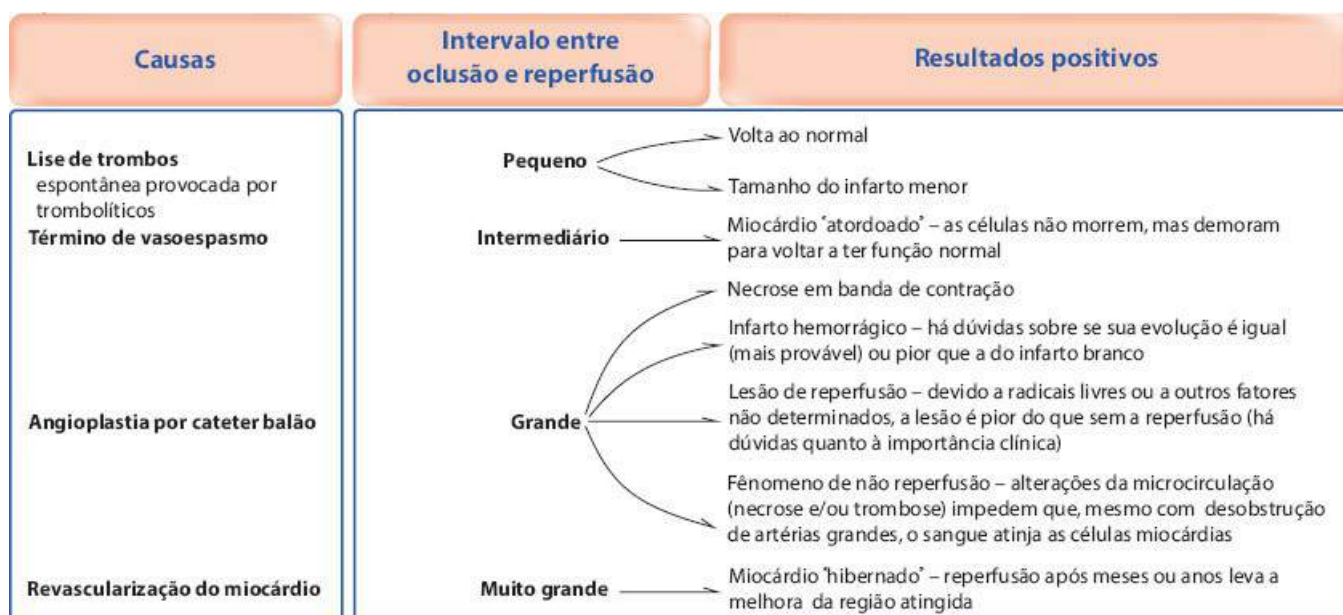 Causas
Intervalo entre
oclusão e reperfusão
Resultados positivos
Lise de trombos
espontânea provocada por
trombolíticos
Término de vasoespasmo
Angioplastia por cateter balão
Revascularização do miocárdio
Pequeno
Intermediário
Grande
Muito grande
Volta ao normal
Tamanho do infarto menor
Miocárdio "atordoado" – as células não morrem, mas demoram
para voltar a ter função normal
Necrose em banda de contração
Infarto hemorrágico – há dúvidas sobre se sua evolução é igual
(mais provável) ou pior que a do infarto branco
Lesão de reperfusão – devido a radicais livres ou a outros fatores
não determinados, a lesão é pior do que sem a reperfusão (há
dúvidas quanto à importância clínica)
Fênomeno de não reperfusão – alterações da microcirculação
(necrose e/ou trombose) impedem que, mesmo com desobstrução
de artérias grandes, o sangue atinja as células miocárdias
Miocárdio "hibernado" – reperfusão após meses ou anos leva a
melhora da região atingida